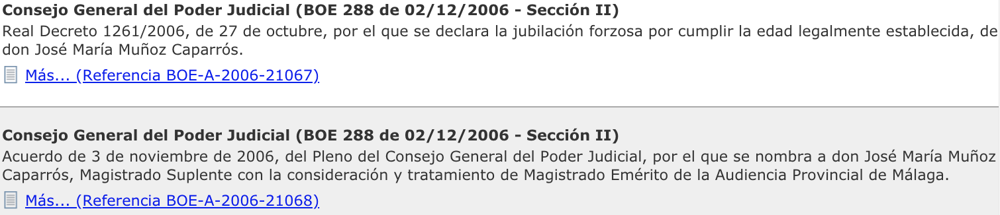 Consejo General del Poder Judicial (BOE 288 de 02/12/2006 - Sección II)
Real Decreto 1261/2006, de 27 de octubre, por el que se declara la jubilación forzosa por cumplir la edad legalmente establecida, de
don José María Muñoz Caparrós.
Más... (Referencia BOE-A-2006-21067)
Consejo General del Poder Judicial (BOE 288 de 02/12/2006 - Sección II)
Acuerdo de 3 de noviembre de 2006, del Pleno del Consejo General del Poder Judicial, por el que se nombra a don José María Muñoz
Caparrós, Magistrado Suplente con la consideración y tratamiento de Magistrado Emérito de la Audiencia Provincial de Málaga.
Más... (Referencia BOE-A-2006-21068)